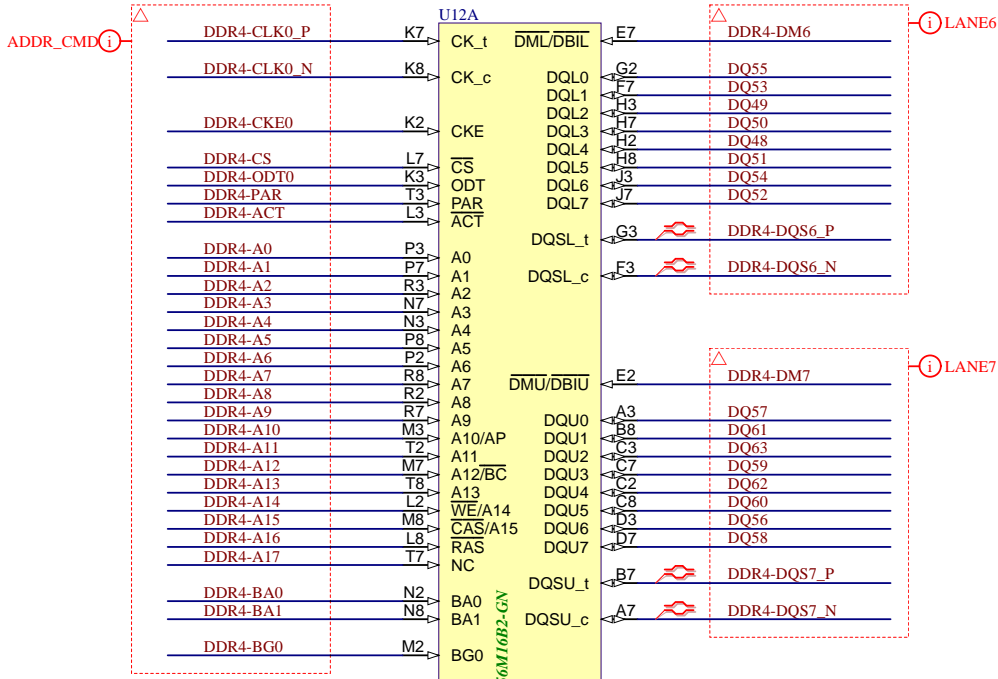 U12A
ADDR_CMD i
DDR4-CLK0_P K7 CK_t
DDR4-CLK0_N K8 CK_c
DDR4-CKE0 K2 CKE
DDR4-CS L7 CS
DDR4-ODT0 K3 ODT
DDR4-PAR T3 PAR
DDR4-ACT L3 ACT
DDR4-A0 P3 A0
DDR4-A1 P7 A1
DDR4-A2 R3 A2
DDR4-A3 N7 A3
DDR4-A4 N3 A4
DDR4-A5 P8 A5
DDR4-A6 P2 A6
DDR4-A7 R8 A7
DDR4-A8 R2 A8
DDR4-A9 R7 A9
DDR4-A10 M3 A10/AP
DDR4-A11 T2 A11
DDR4-A12 M7 A12/BC
DDR4-A13 T8 A13
DDR4-A14 L2 WE/A14
DDR4-A15 M8 CAS/A15
DDR4-A16 L8 RAS
DDR4-A17 T7 NC
DDR4-BA0 N2 BA0
DDR4-BA1 N8 BA1
DDR4-BG0 M2 BG0
DML/DBIL E7 DDR4-DM6
i LANE6
DQL0 G2 DQ55
DQL1 F7 DQ53
DQL2 H3 DQ49
DQL3 H7 DQ50
DQL4 H2 DQ48
DQL5 H8 DQ51
DQL6 J3 DQ54
DQL7 J7 DQ52
DQSL_t G3 DDR4-DQS6_P
DQSL_c F3 DDR4-DQS6_N
DMU/DBIU E2 DDR4-DM7
i LANE7
DQU0 A3 DQ57
DQU1 B8 DQ61
DQU2 C3 DQ63
DQU3 C7 DQ59
DQU4 C2 DQ62
DQU5 C8 DQ60
DQU6 D3 DQ56
DQU7 D7 DQ58
DQSU_t B7 DDR4-DQS7_P
DQSU_c A7 DDR4-DQS7_N
6M16B2-GN